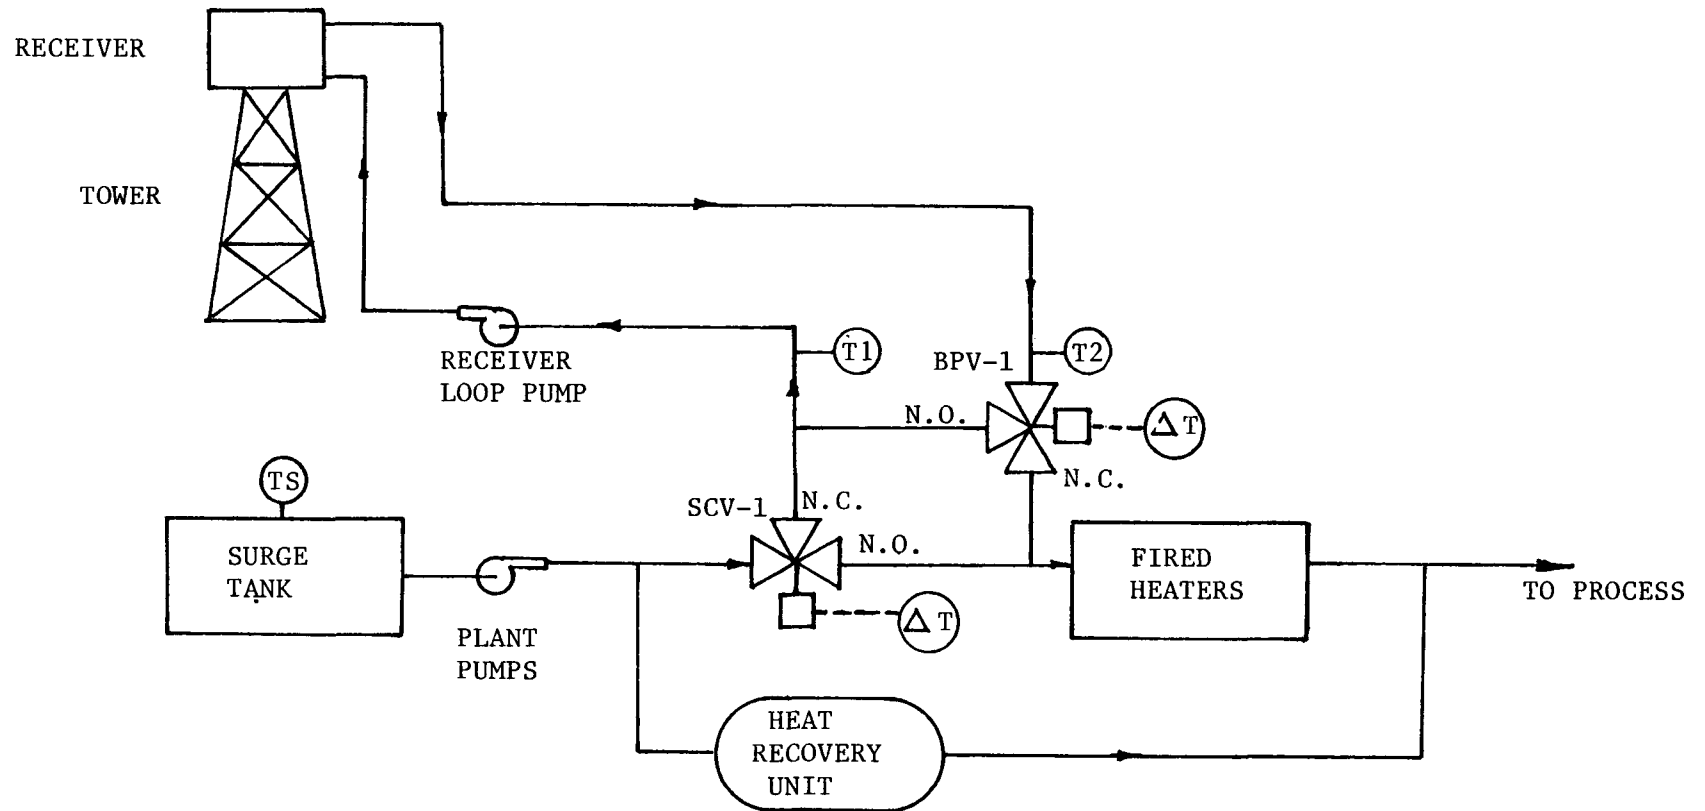 RECEIVER
TOWER
RECEIVER
LOOP PUMP
T1
BPV-1
T2
N.O.
ΔT
N.C.
TS
SCV-1
N.C.
N.O.
SURGE
TANK
FIRED
HEATERS
TO PROCESS
ΔT
PLANT
PUMPS
HEAT
RECOVERY
UNIT